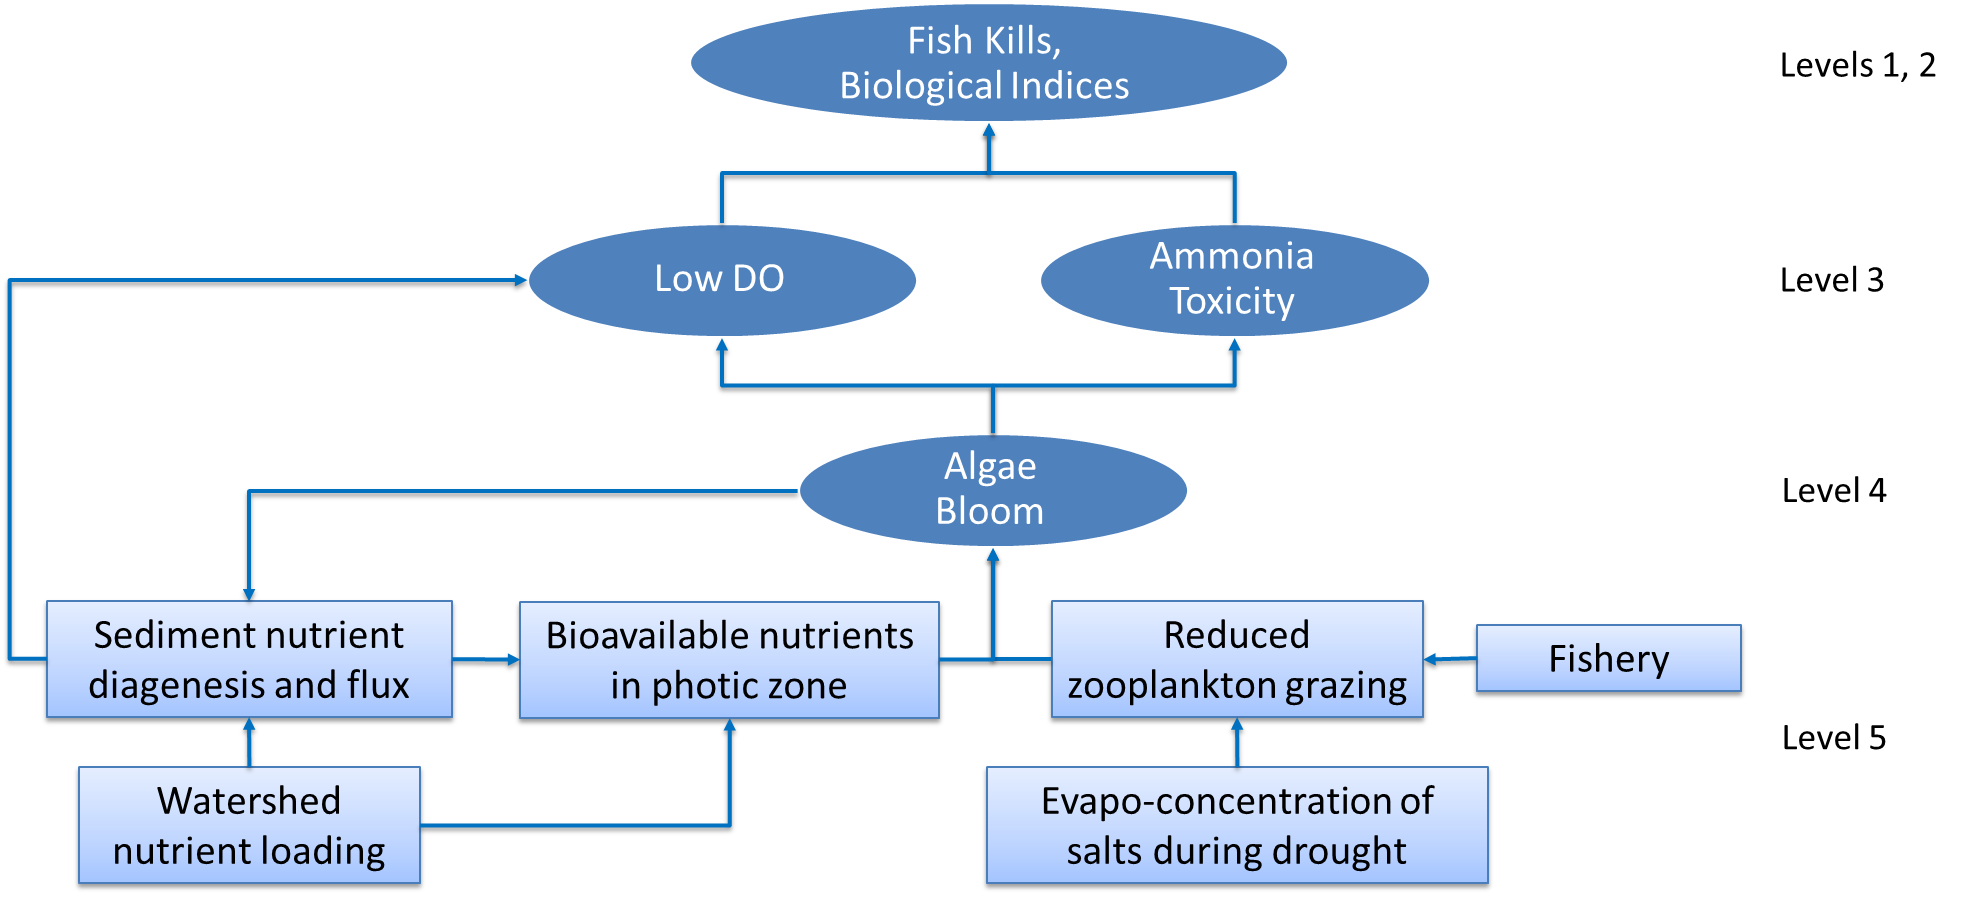 Fish Kills,
Biological Indices
Levels 1, 2
Low DO
Ammonia
Toxicity
Level 3
Algae
Bloom
Level 4
Sediment nutrient
diagenesis and flux
Bioavailable nutrients
in photic zone
Reduced
zooplankton grazing
Fishery
Level 5
Watershed
nutrient loading
Evapo-concentration of
salts during drought